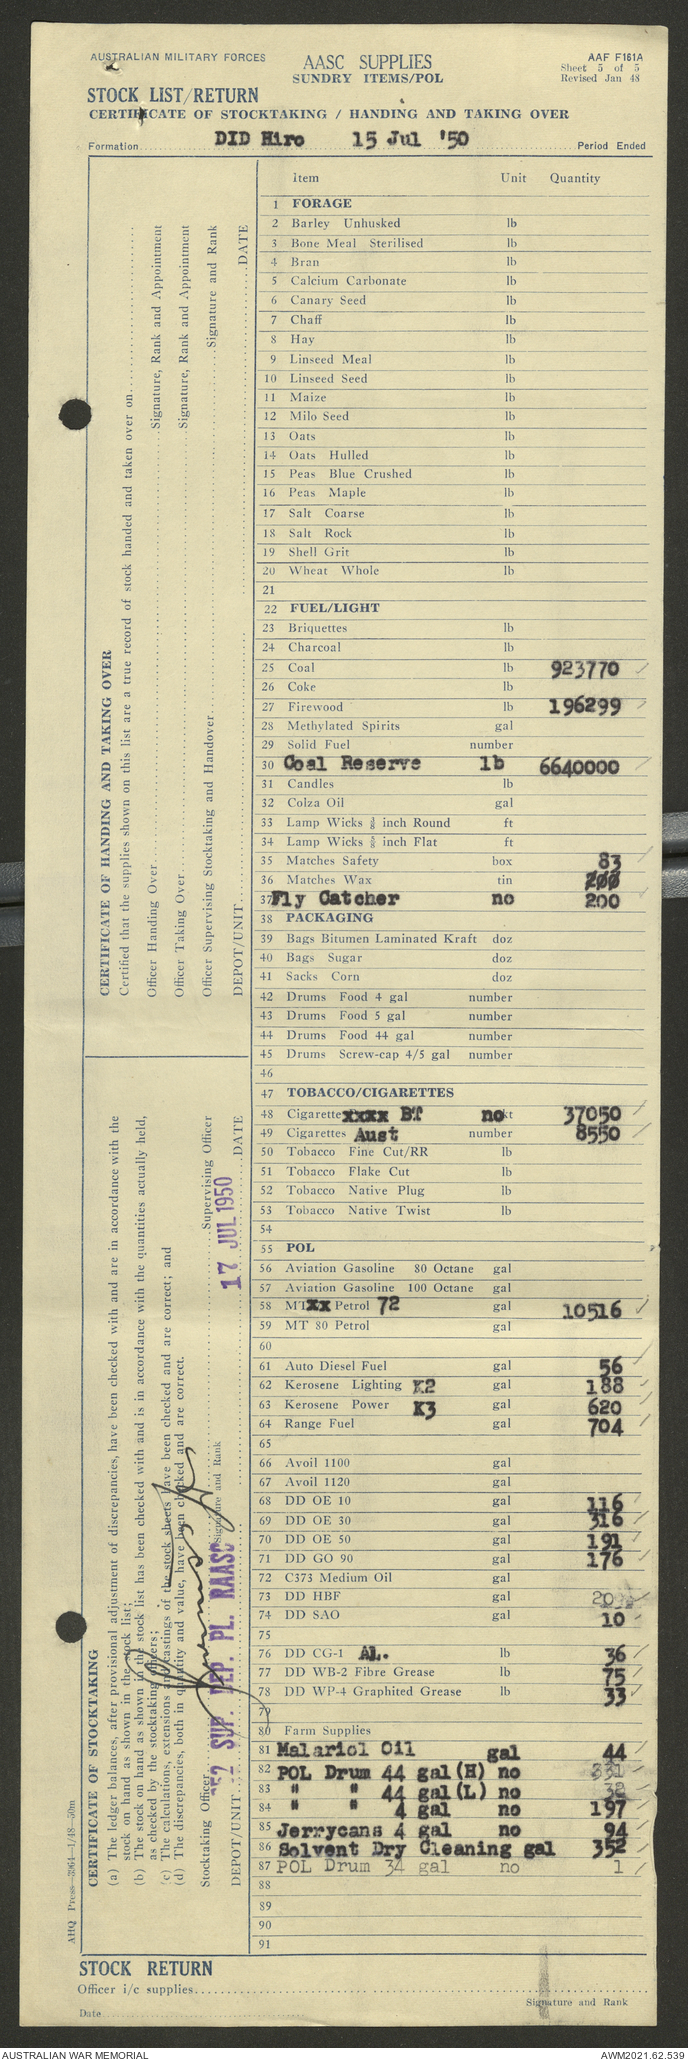 AUSTRALIAN MILITARY FORCES
AASC SUPPLIES
SUNDRY ITEMS/POL
AAF F161A
Sheet 5 of 5
Revised Jan 48
STOCK LIST/RETURN
CERTIFICATE OF STOCKTAKING / HANDING AND TAKING OVER
Formation DID Hiro 15 Jul '50 Period Ended
Item Unit Quantity
1 FORAGE
2 Barley Unhusked lb
3 Bone Meal Sterilised lb
4 Bran lb
5 Calcium Carbonate lb
6 Canary Seed lb
7 Chaff lb
8 Hay lb
9 Linseed Meal lb
10 Linseed Seed lb
11 Maize lb
12 Milo Seed lb
13 Oats lb
14 Oats Hulled lb
15 Peas Blue Crushed lb
16 Peas Maple lb
17 Salt Coarse lb
18 Salt Rock lb
19 Shell Grit lb
20 Wheat Whole lb
21
22 FUEL/LIGHT
23 Briquettes lb
24 Charcoal lb
25 Coal lb 923770
26 Coke lb
27 Firewood lb 196299
28 Methylated Spirits gal
29 Solid Fuel number
30 Coal Reserve lb 6640000
31 Candles lb
32 Colza Oil gal
33 Lamp Wicks inch Round ft
34 Lamp Wicks inch Flat ft
35 Matches Safety box 83
36 Matches Wax tin 200
37 Fly Catcher no 200
38 PACKAGING
39 Bags Bitumen Laminated Kraft doz
40 Bags Sugar doz
41 Sacks Corn doz
42 Drums Food 4 gal number
43 Drums Food 5 gal number
44 Drums Food 44 gal number
45 Drums Screw-cap 4/5 gal number
46
47 TOBACCO/CIGARETTES
48 Cigarette xxxx BT no 37050
49 Cigarettes Aust number 8550
50 Tobacco Fine Cut/RR lb
51 Tobacco Flake Cut lb
52 Tobacco Native Plug lb
53 Tobacco Native Twist lb
54
55 POL
56 Aviation Gasoline 80 Octane gal
57 Aviation Gasoline 100 Octane gal
58 MT xx Petrol 72 gal 10516
59 MT 80 Petrol gal
60
61 Auto Diesel Fuel gal 56
62 Kerosene Lighting K2 gal 188
63 Kerosene Power K3 gal 620
64 Range Fuel gal 704
65
66 Avoil 1100 gal
67 Avoil 1120 gal
68 DD OE 10 gal 116
69 DD OE 30 gal 316
70 DD OE 50 gal 191
71 DD GO 90 gal 176
72 C373 Medium Oil gal
73 DD HBF gal
74 DD SAO gal 10
75
76 DD CG-1 AL. lb 36
77 DD WB-2 Fibre Grease lb 75
78 DD WP-4 Graphited Grease lb 33
79
80 Farm Supplies
81 Malariol Oil gal 44
82 POL Drum 44 gal (H) no 331
83 " " 44 gal (L) no
84 " " 4 gal no 197
85 Jerrycans 4 gal no 94
86 Solvent Dry Cleaning gal 352
87 POL Drum 34 gal no 1
88
89
90
91
CERTIFICATE OF HANDING AND TAKING OVER
Certified that the supplies shown on this list are a true record of stock handed and taken over on
Officer Handing Over Signature, Rank and Appointment
Officer Taking Over Signature, Rank and Appointment
Officer Supervising Stocktaking and Handover Signature and Rank
DEPOT/UNIT DATE
CERTIFICATE OF STOCKTAKING
(a) The ledger balances, after provisional adjustment of discrepancies, have been checked with and are in accordance with the
stock on hand as shown in the stock list;
(b) The stock on hand as shown in the stock list has been checked with and is in accordance with the quantities actually held,
as checked by the stocktaking officers;
(c) The calculations, extensions and castings of the stock sheets have been checked and are correct; and
(d) The discrepancies, both in quantity and value, have been checked and are correct.
Stocktaking Officer Signature and Rank Supervising Officer
DEPOT/UNIT SUP. DEP. PL. RAASC 17 JUL 1950 DATE
AHQ Press—3964—1/48—50m
STOCK RETURN
Officer i/c supplies
Signature and Rank
Date
AUSTRALIAN WAR MEMORIAL
AWM2021.62.539